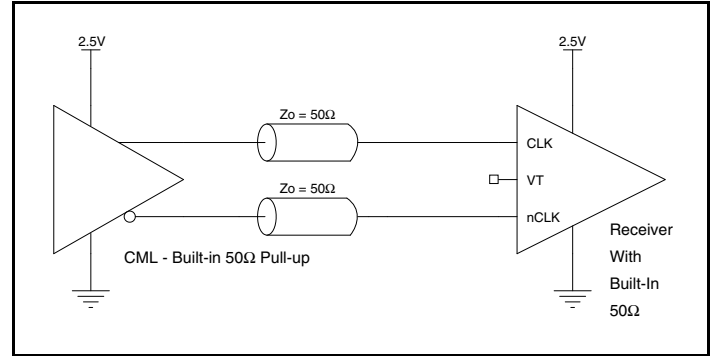 2.5V
2.5V
Zo = 50Ω
CLK
VT
Zo = 50Ω
nCLK
CML - Built-in 50Ω Pull-up
Receiver
With
Built-In
50Ω